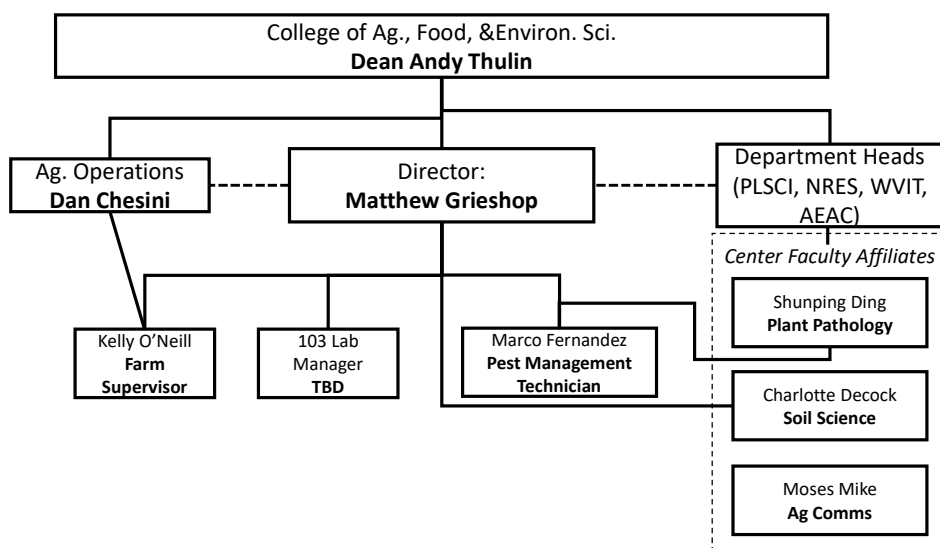 College of Ag., Food, &Environ. Sci.
Dean Andy Thulin
Ag. Operations
Dan Chesini
Director:
Matthew Grieshop
Department Heads
(PLSCI, NRES, WVIT,
AEAC)
Center Faculty Affiliates
Shunping Ding
Plant Pathology
Kelly O’Neill
Farm
Supervisor
103 Lab
Manager
TBD
Marco Fernandez
Pest Management
Technician
Charlotte Decock
Soil Science
Moses Mike
Ag Comms